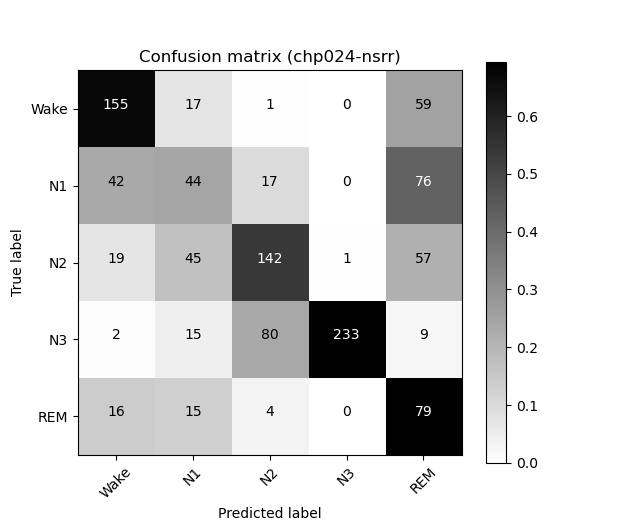 Confusion matrix (chp024-nsrr)
Wake 155 17 1 0 59
N1 42 44 17 0 76
N2 19 45 142 1 57
N3 2 15 80 233 9
REM 16 15 4 0 79
Wake N1 N2 N3 REM
Predicted label
True label
0.6
0.5
0.4
0.3
0.2
0.1
0.0